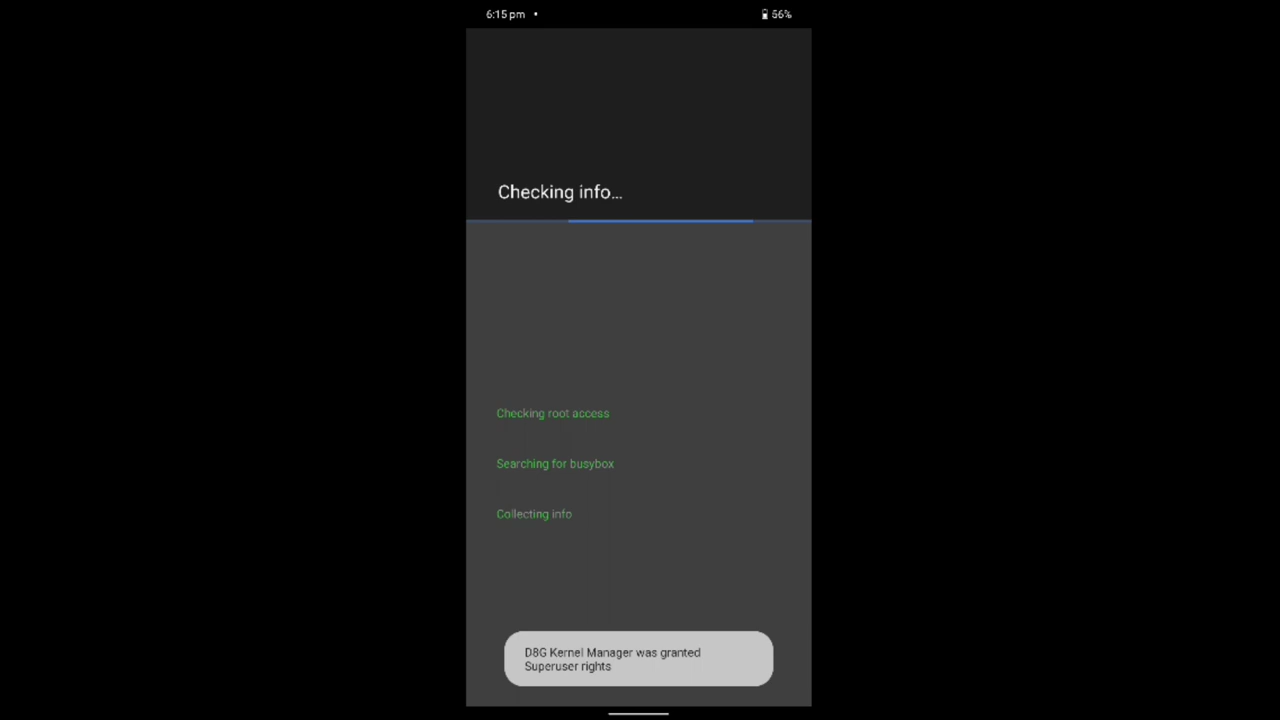 6:15 pm • 56%
Checking info...
Checking root access
Searching for busybox
Collecting info
D8G Kernel Manager was granted
Superuser rights